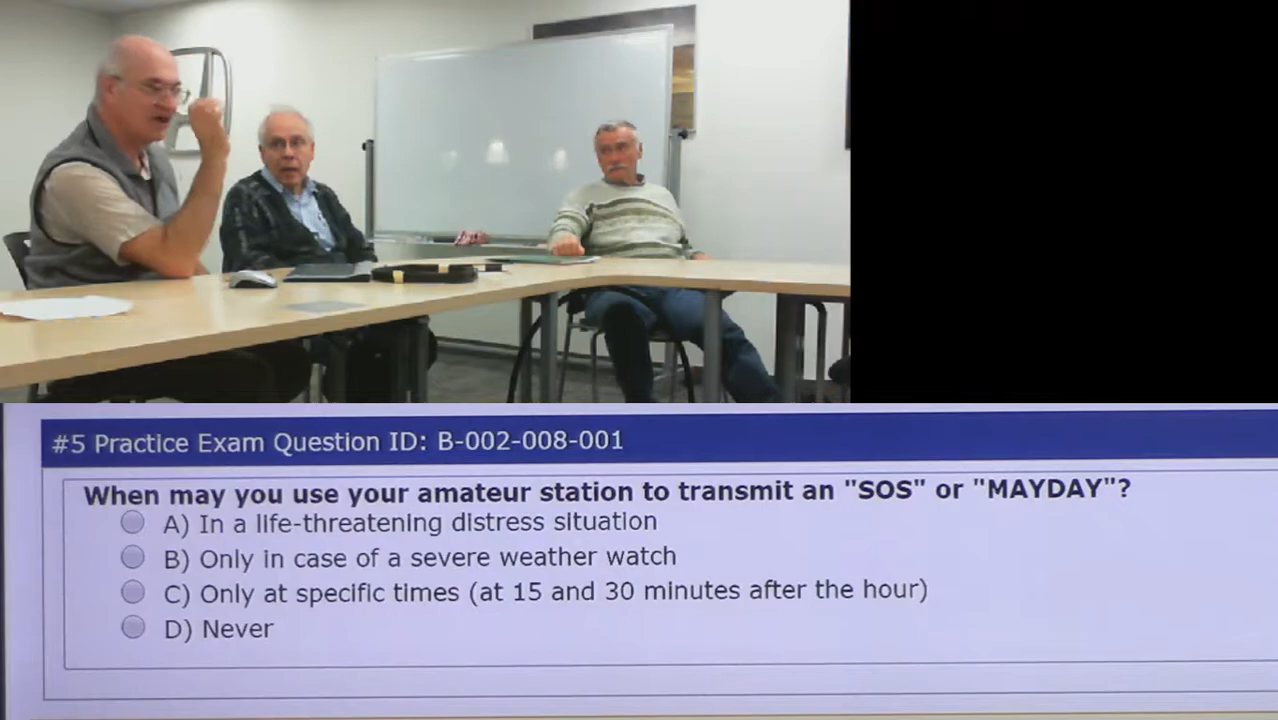 #5 Practice Exam Question ID: B-002-008-001
When may you use your amateur station to transmit an "SOS" or "MAYDAY"?
A) In a life-threatening distress situation
B) Only in case of a severe weather watch
C) Only at specific times (at 15 and 30 minutes after the hour)
D) Never